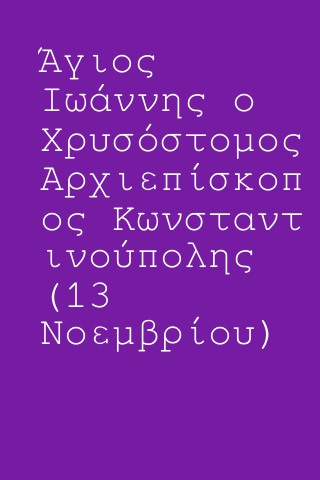 Άγιος
Ιωάννης ο
Χρυσόστομος
Αρχιεπίσκοπ
ος Κωνσταντ
ινούπολης
(13
Νοεμβρίου)